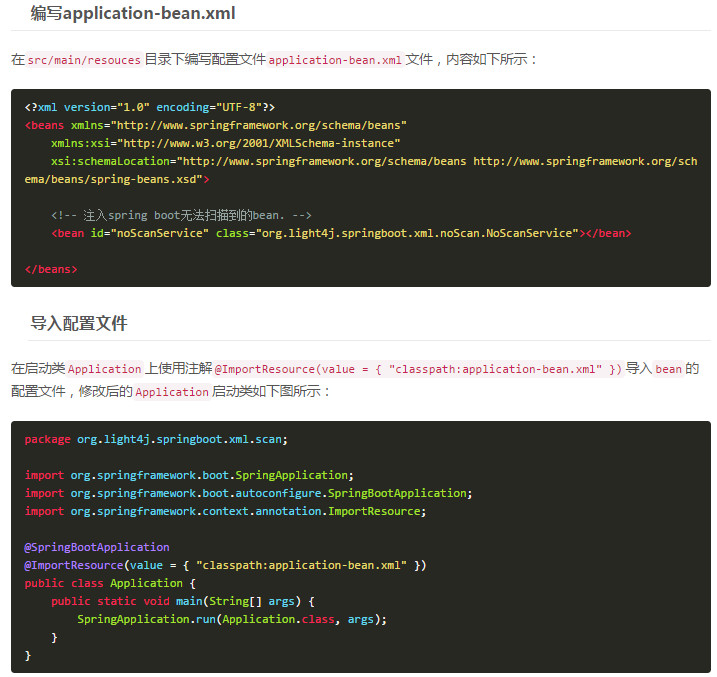 编写application-bean.xml
在 src/main/resouces 目录下编写配置文件 application-bean.xml 文件，内容如下所示：
<?xml version="1.0" encoding="UTF-8"?>
<beans xmlns="http://www.springframework.org/schema/beans"
    xmlns:xsi="http://www.w3.org/2001/XMLSchema-instance"
    xsi:schemaLocation="http://www.springframework.org/schema/beans http://www.springframework.org/sch
ema/beans/spring-beans.xsd">
    <!-- 注入spring boot无法扫描到的bean. -->
    <bean id="noScanService" class="org.light4j.springboot.xml.noScan.NoScanService"></bean>
</beans>
导入配置文件
在启动类 Application 上使用注解 @ImportResource(value = { "classpath:application-bean.xml" }) 导入 bean 的
配置文件，修改后的 Application 启动类如下图所示：
package org.light4j.springboot.xml.scan;
import org.springframework.boot.SpringApplication;
import org.springframework.boot.autoconfigure.SpringBootApplication;
import org.springframework.context.annotation.ImportResource;
@SpringBootApplication
@ImportResource(value = { "classpath:application-bean.xml" })
public class Application {
    public static void main(String[] args) {
        SpringApplication.run(Application.class, args);
    }
}